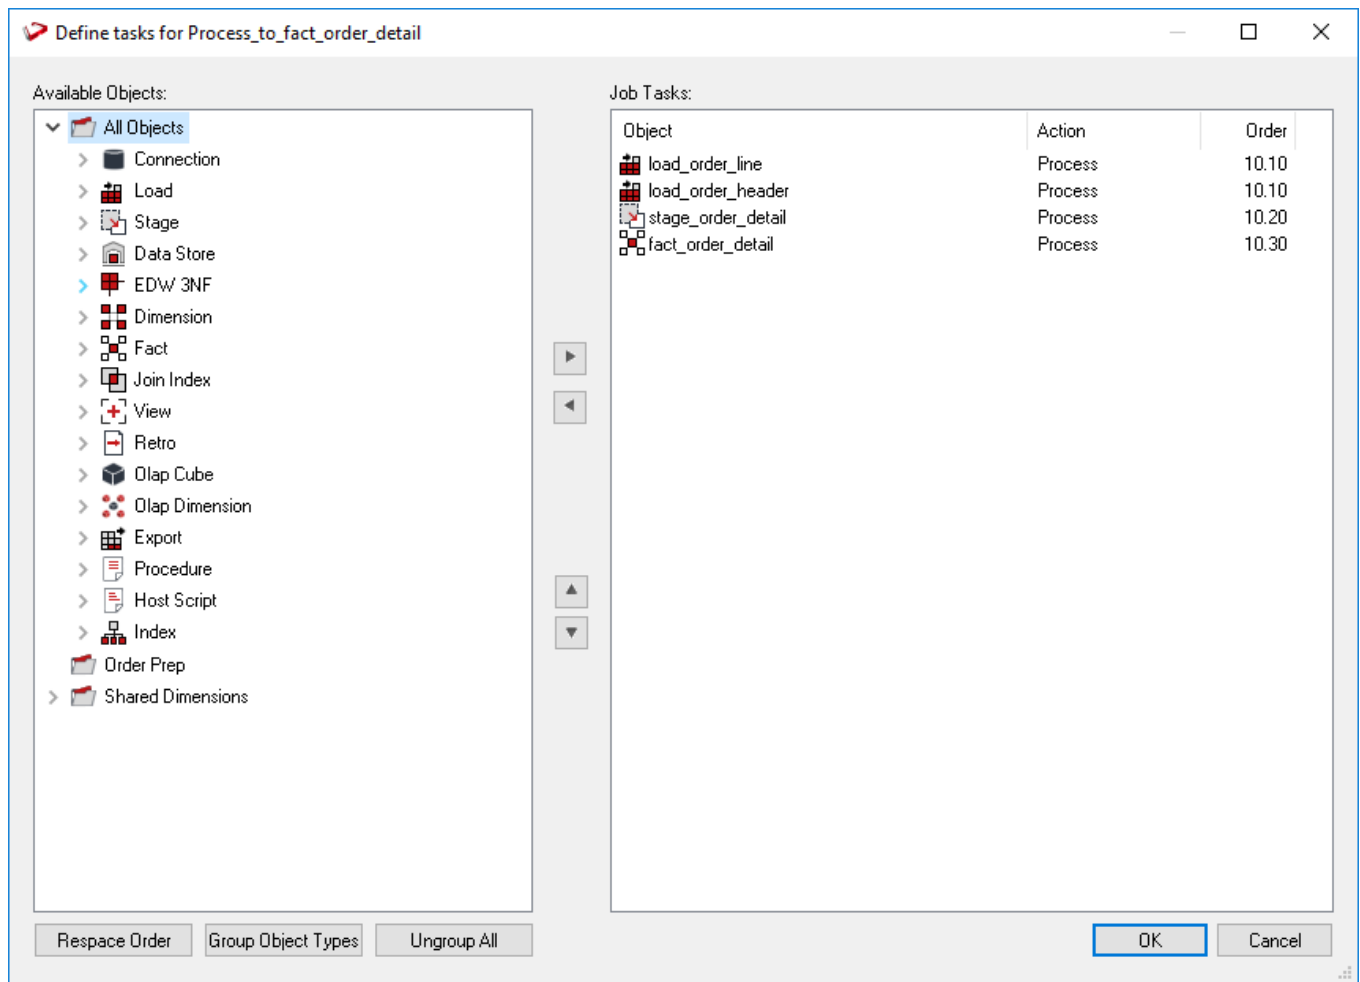 Define tasks for Process_to_fact_order_detail
Available Objects:
All Objects
Connection
Load
Stage
Data Store
EDW 3NF
Dimension
Fact
Join Index
View
Retro
Olap Cube
Olap Dimension
Export
Procedure
Host Script
Index
Order Prep
Shared Dimensions
Job Tasks:
Object Action Order
load_order_line Process 10.10
load_order_header Process 10.10
stage_order_detail Process 10.20
fact_order_detail Process 10.30
Respace Order Group Object Types Ungroup All OK Cancel